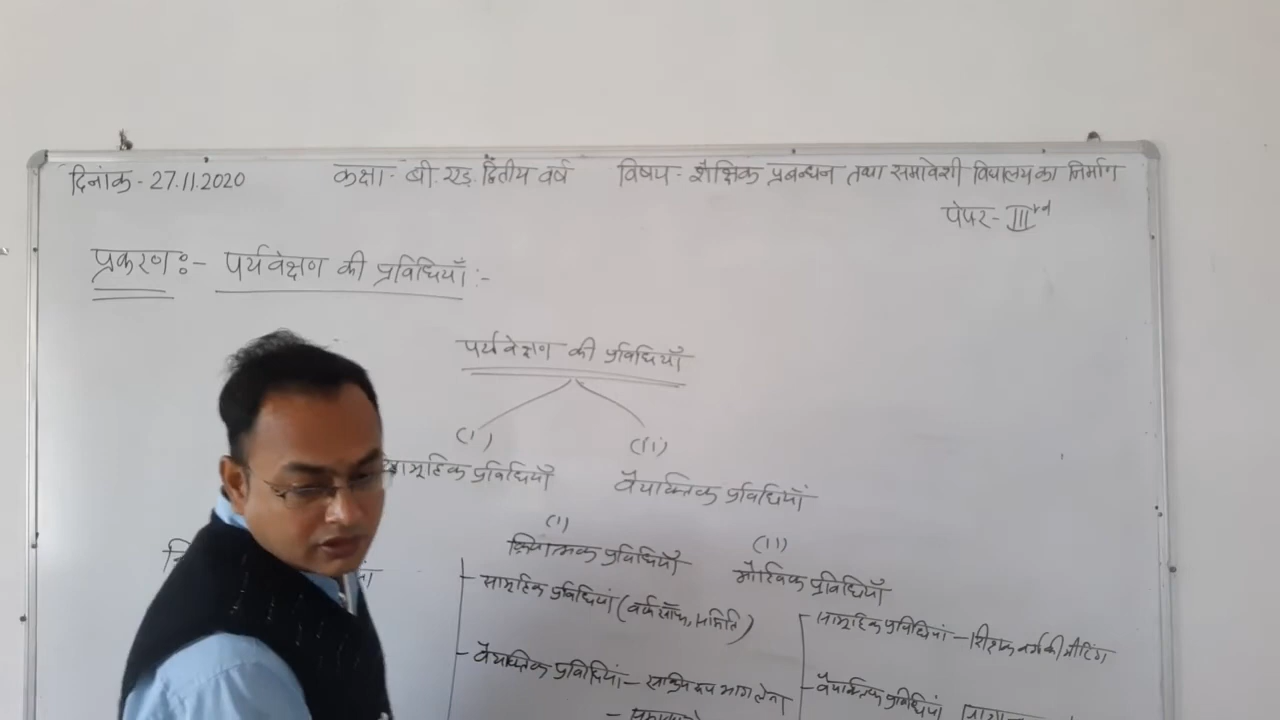 दिनांक - 27.11.2020 कक्षा:- बी. एड. द्वितीय वर्ष विषय:- शैक्षिक प्रबन्धन तथा समावेशी विद्यालय का निर्माण
पेपर - III rd
प्रकरण:- पर्यवेक्षण की प्रविधियाँ:-
पर्यवेक्षण की प्रविधियाँ
(i) (ii)
सामूहिक प्रविधियाँ वैयक्तिक प्रविधियाँ
(i) (ii)
क्रियात्मक प्रविधियाँ मौखिक प्रविधियाँ
सामूहिक प्रविधियां (वर्कशॉप, समिति) सामूहिक प्रविधियां - शिक्षक वर्ग की मीटिंग
वैयक्तिक प्रविधियां - भाग लेना वैयक्तिक प्रविधियां